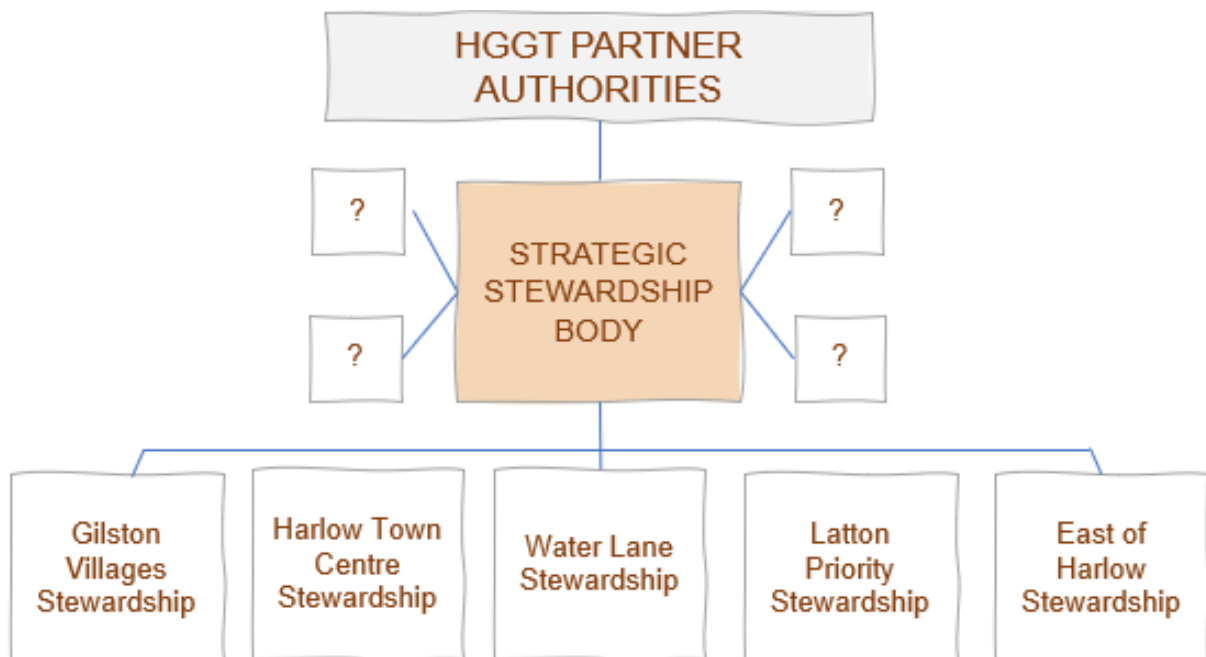 HGGT PARTNER
AUTHORITIES
?
?
STRATEGIC
STEWARDSHIP
BODY
?
?
Gilston
Villages
Stewardship
Harlow Town
Centre
Stewardship
Water Lane
Stewardship
Latton
Priority
Stewardship
East of
Harlow
Stewardship